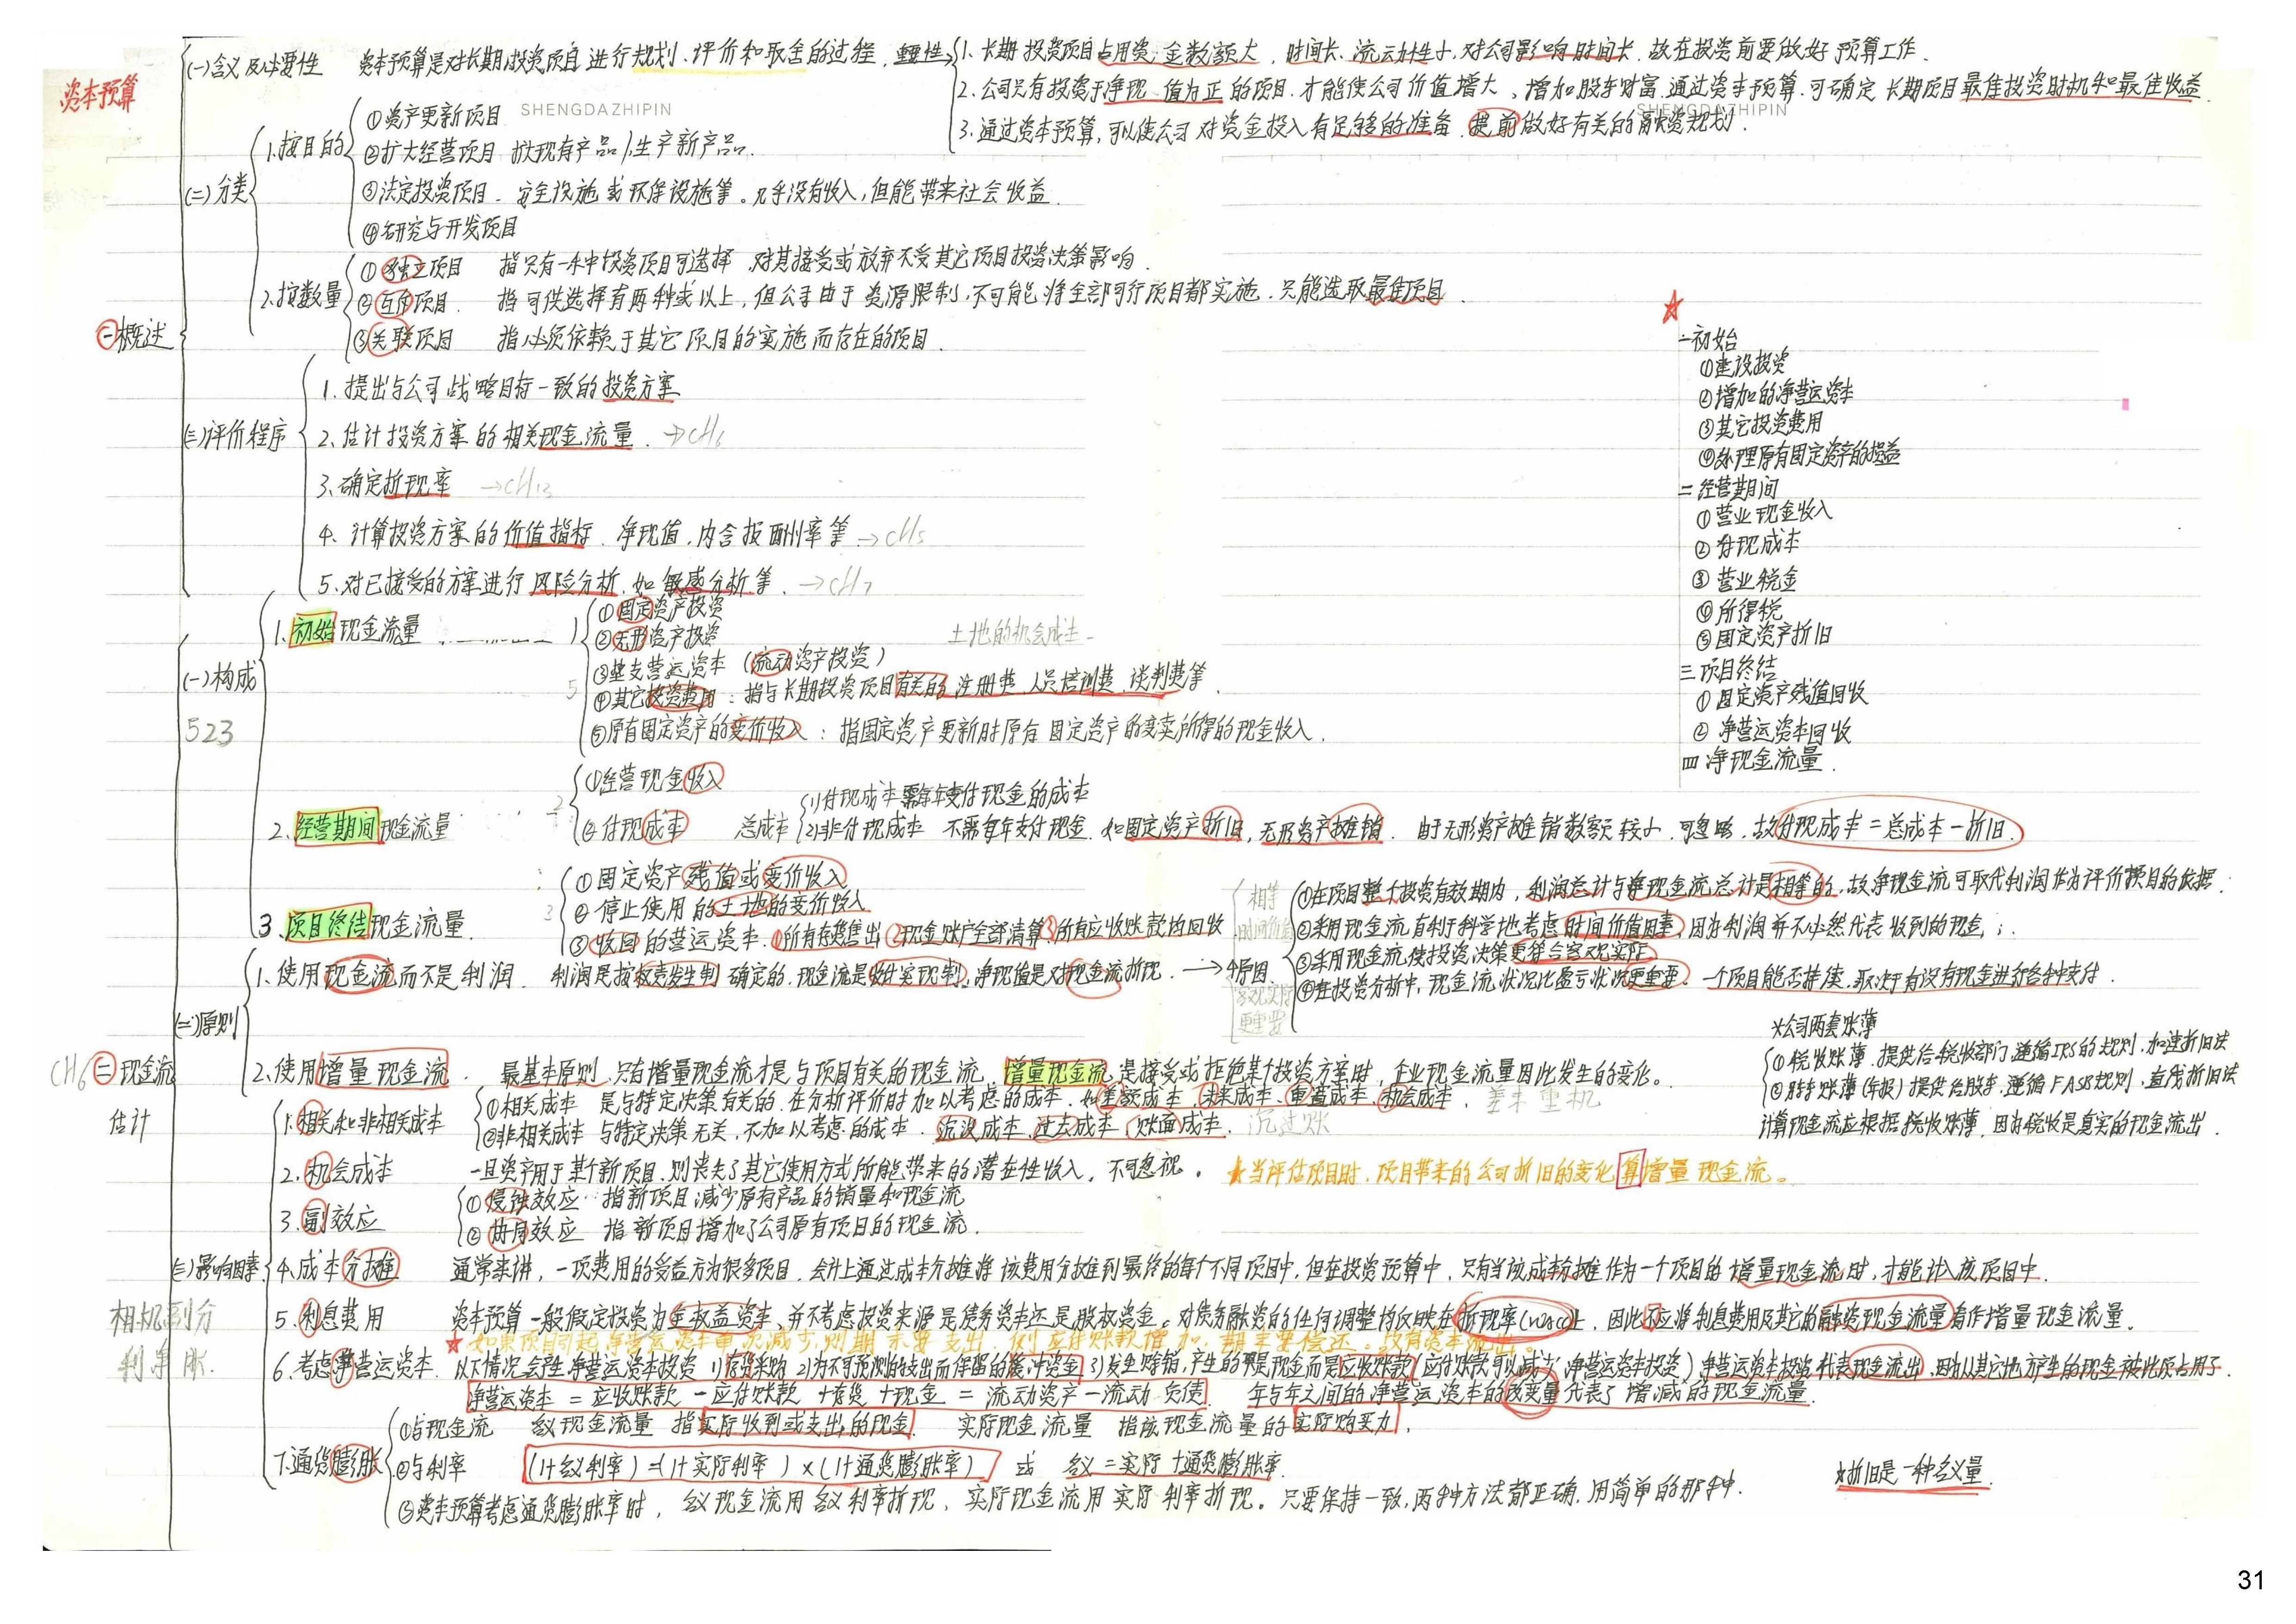 资本预算
㊀概述
(一)含义及必要性 资本预算是对长期投资项目进行规划、评价和取舍的过程. 重要性
1. 长期投资项目占用资金数额大，时间长、流动性小，对公司影响时间长，故在投资前要做好预算工作.
2. 公司只有投资于净现值为正的项目，才能使公司价值增大、增加股东财富，通过资本预算，可确定长期项目最佳投资时机和最佳收益
3. 通过资本预算，可以使公司对资金投入有足够的准备，提前做好有关的融资规划.
SHENGDAZHIPIN
SHENGDAZHIPIN
(二)分类
1.按目的
①资产更新项目
②扩大经营项目 扩大现有产品/生产新产品.
③法定投资项目. 安全设施或环保设施等。几乎没有收入，但能带来社会收益.
④研究与开发项目
2.按数量
①独立项目 指只有一种投资项目可选择，对其接受或放弃不受其它项目投资决策影响.
②互斥项目. 指可供选择有两种或以上，但公司由于资源限制，不可能将全部可行项目都实施，只能选取最佳项目.
③关联项目 指必须依赖于其它项目的实施而存在的项目.
(三)评价程序
1. 提出与公司战略目标一致的投资方案
2. 估计投资方案的相关现金流量. →CH6
3. 确定折现率 →CH13
4. 计算投资方案的价值指标. 净现值，内含报酬率等 →CH5
5. 对已接受的方案进行风险分析. 如敏感分析等. →CH7
一初始
①建设投资
②增加的净营运资本
③其它投资费用
④处理原有固定资产的损益
二 经营期间
①营业现金收入
②付现成本
③营业税金
④所得税
⑤固定资产折旧
三 项目终结
①固定资产残值回收
② 净营运资本回收
四 净现金流量.
CH6 ㊁现金流估计
(一)构成
523
1. 初始现金流量
①固定资产投资
②无形资产投资
土地的机会成本
③垫支营运资本 (流动资产投资)
5
④其它投资费用：指与长期投资项目有关的注册费、人员培训费、谈判费等.
⑤原有固定资产的变价收入：指固定资产更新时原有固定资产的变卖所得的现金收入.
2. 经营期间现金流量
2
①经营现金收入
②付现成本 总成本
(1)付现成本 需每年支付现金的成本
(2)非付现成本 不需每年支付现金. 如固定资产折旧，无形资产摊销. 由于无形资产摊销数额较小，可忽略，故付现成本=总成本-折旧.
3. 项目终结现金流量
3
①固定资产残值或变价收入
②停止使用的土地的变价收入
③收回的营运资本. ①所有存货售出 ②现金账户全部清算 ③所有应收账款均回收
(二)原则
1. 使用现金流而不是利润. 利润是按权责发生制确定的，现金流是收付实现制，净现值是对现金流折现. → 4原因
相等
时间价值
客观实际
更重要
①在项目整个投资有效期内，利润总计与净现金流总计是相等的，故净现金流可取代利润作为评价项目的依据；
②采用现金流有利于科学地考虑时间价值因素，因为利润并不必然代表收到的现金；
③采用现金流使投资决策更符合客观实际
④在投资分析中，现金流状况比盈亏状况更重要. 一个项目能否持续，取决于有没有现金进行各种支付.
2. 使用增量现金流. 最基本原则. 只有增量现金流才是与项目有关的现金流. 增量现金流是接受或拒绝某个投资方案时，企业现金流量因此发生的变化。
*公司两套账簿
①税收账簿. 提供给税收部门，遵循IRS的规则，加速折旧法
②财务账簿(年报)提供给股东，遵循FASB规则，直线折旧法
计算现金流应根据税收账簿. 因为税收是真实的现金流出.
(三)影响因素
相机副分
利净胀.
1. 相关和非相关成本
①相关成本 是与特定决策有关的，在分析评价时加以考虑的成本. 如差额成本，未来成本，重置成本，机会成本. 差未重机
②非相关成本 与特定决策无关，不加以考虑的成本. 沉没成本，过去成本，账面成本. 沉过账
2. 机会成本 一旦资产用于某个新项目，则丧失了其它使用方式所能带来的潜在性收入，不可忽视。 ★当评估项目时，项目带来的公司折旧的变化算增量现金流。
3. 副效应
①侵蚀效应 指新项目减少原有产品的销量和现金流
②协同效应 指新项目增加了公司原有项目的现金流.
4. 成本分摊 通常来讲，一项费用的受益方为很多项目，会计上通过成本分摊将该费用分摊到最终的每个不同项目中，但在投资预算中，只有当该成本分摊作为一个项目的增量现金流时，才能计入该项目中.
5. 利息费用 资本预算一般假定投资为全权益资本，并不考虑投资来源是债务资本还是股权资金。对债务融资的任何调整均反映在折现率(WACC)上，因此不应将利息费用及其它的融资现金流量看作增量现金流量.
★如果项目引起净营运资本单次减少，则期末要支出，例应付账款增加，期末要偿还。故有资本流出。
6. 考虑净营运资本. 以下情况会产生净营运资本投资 1)存货采购 2)为不可预测的支出而保留的缓冲资金 3)发生赊销，产生的不是现金而是应收账款(应付账款可以减少净营运资本投资) 净营运资本投资代表现金流出，因为从其它地方产生的现金被此项占用了.
净营运资本 = 应收账款 - 应付账款 + 存货 + 现金 = 流动资产 - 流动负债. 年与年之间的净营运资本的改变量代表了增减的现金流量.
7. 通货膨胀
①与现金流 名义现金流量 指实际收到或支出的现金. 实际现金流量 指该现金流量的实际购买力.
②与利率 (1+名义利率)=(1+实际利率)×(1+通货膨胀率) 或 名义=实际+通货膨胀率.
*折旧是一种名义量.
③资本预算考虑通货膨胀率时，名义现金流用名义利率折现，实际现金流用实际利率折现。只要保持一致，两种方法都正确，用简单的那种.
31